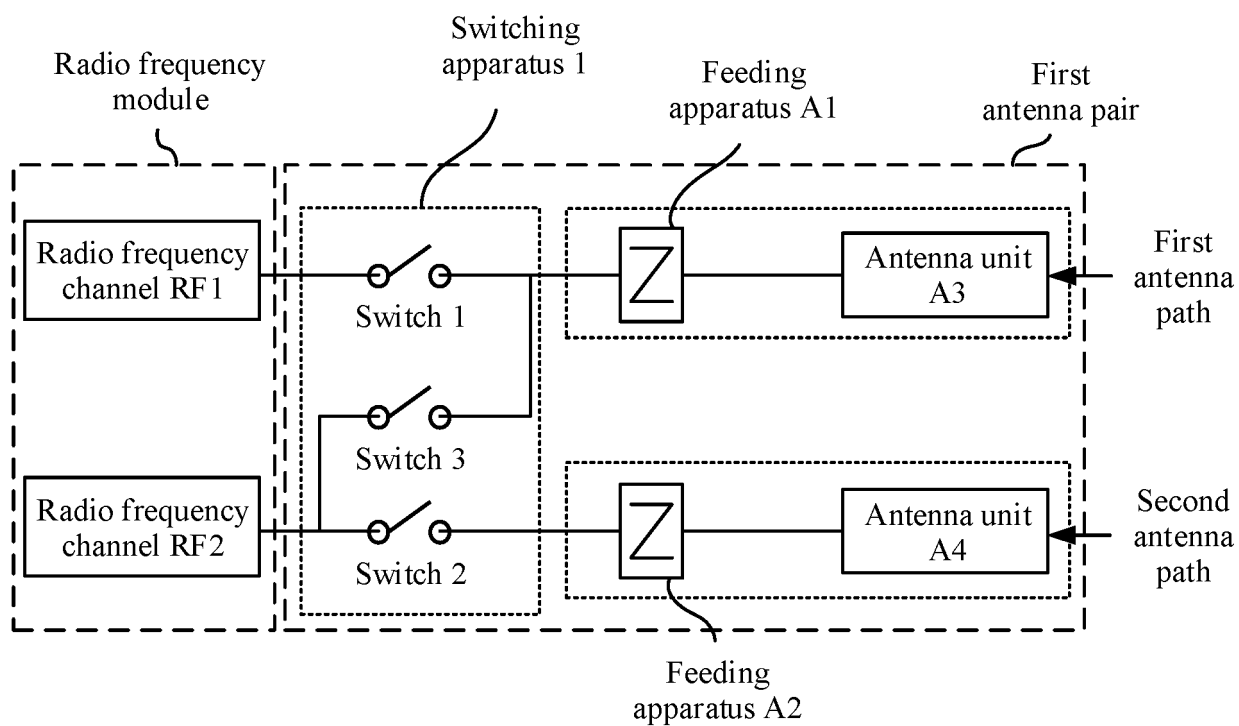 Switching
apparatus 1
Radio frequency
module
Feeding
apparatus A1
First
antenna pair
Radio frequency
channel RF1
Switch 1
Antenna unit
A3
First
antenna
path
Switch 3
Radio frequency
channel RF2
Switch 2
Antenna unit
A4
Second
antenna
path
Feeding
apparatus A2